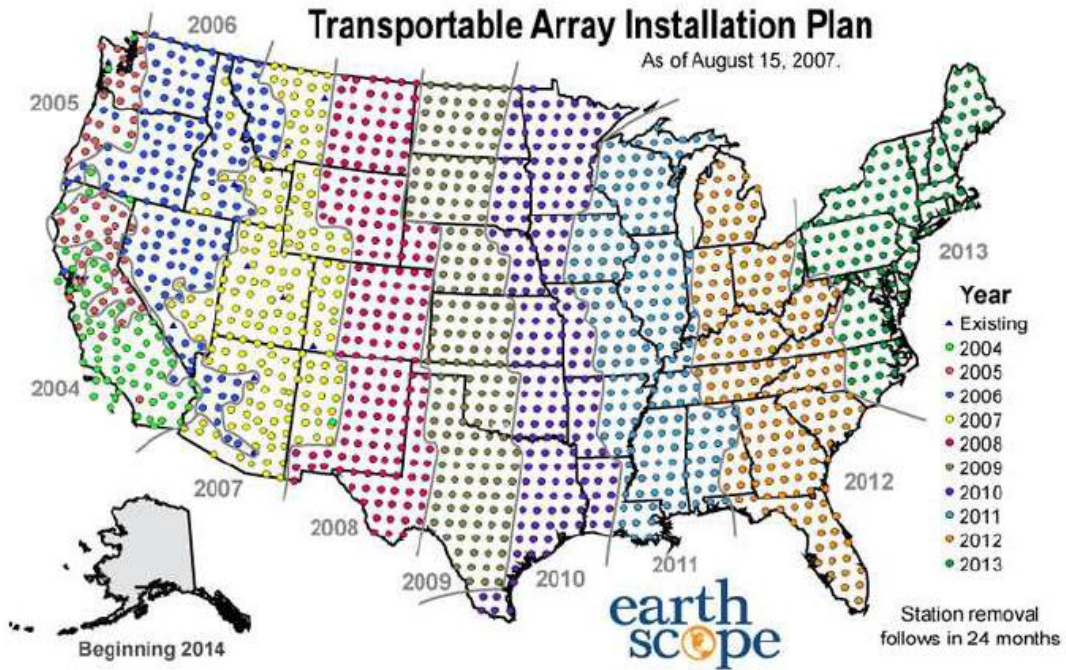 Transportable Array Installation Plan
As of August 15, 2007.
2006
2005
2004
2007
2008
2009
2010
2011
2012
2013
Year
Existing
2004
2005
2006
2007
2008
2009
2010
2011
2012
2013
Beginning 2014
earth
scope
Station removal
follows in 24 months